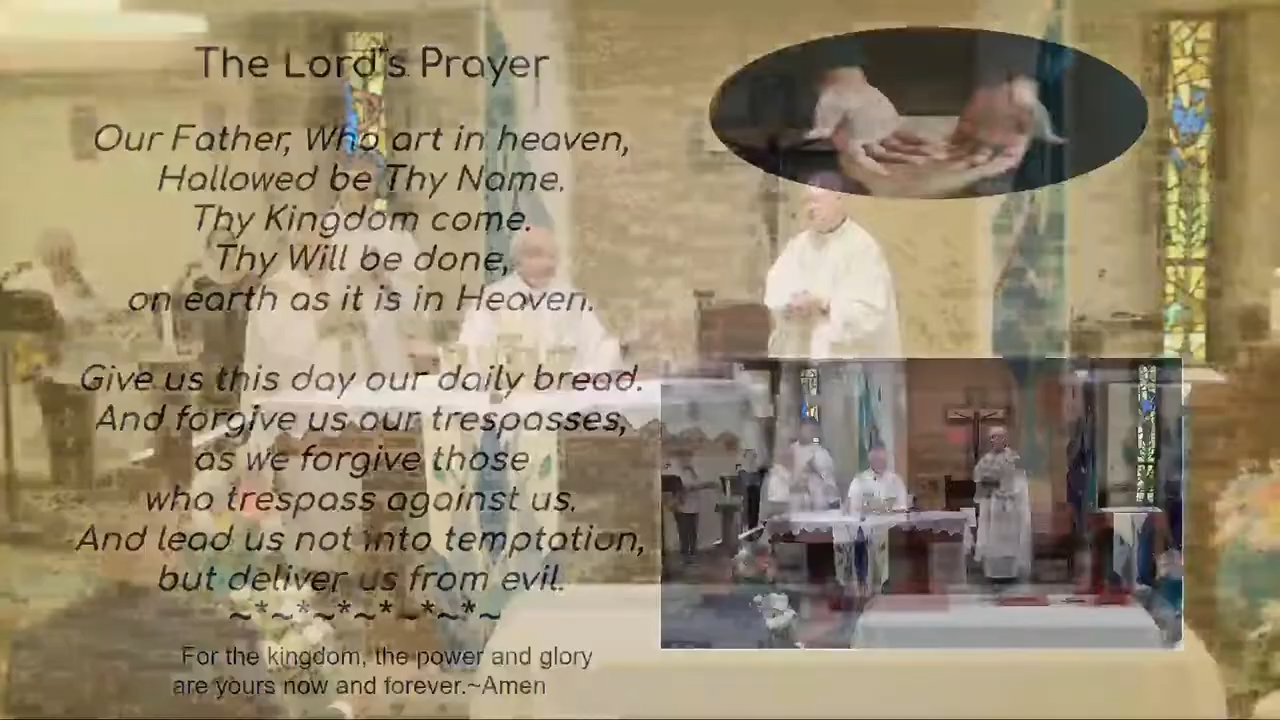 The Lord"s Prayer
Our Father, Who art in heaven,
Hallowed be Thy Name.
Thy Kingdom come.
Thy Will be done,
on earth as it is in Heaven.
Give us this day our daily bread.
And forgive us our trespasses,
as we forgive those
who trespass against us.
And lead us not into temptation,
but deliver us from evil.
~*~*~*~*~*~*~
For the kingdom, the power and glory
are yours now and forever.~Amen